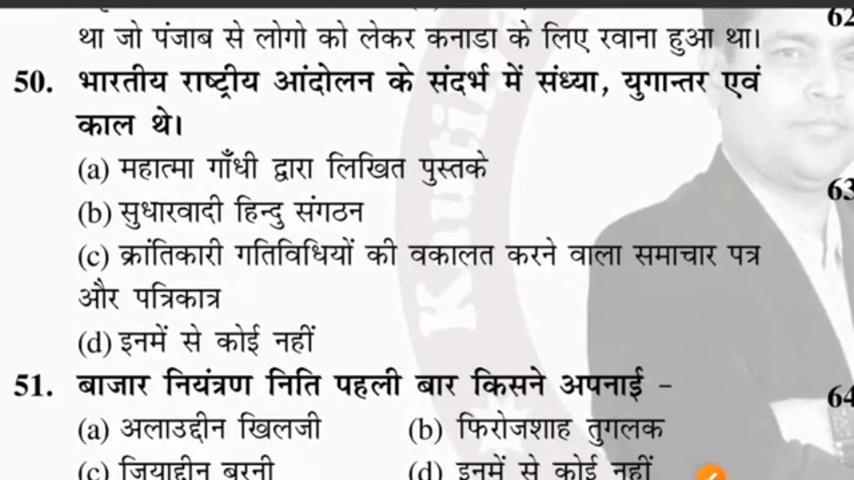 था जो पंजाब से लोगो को लेकर कनाडा के लिए रवाना हुआ था।
62
50. भारतीय राष्ट्रीय आंदोलन के संदर्भ में संध्या, युगान्तर एवं
काल थे।
(a) महात्मा गाँधी द्वारा लिखित पुस्तके
(b) सुधारवादी हिन्दु संगठन
63
(c) क्रांतिकारी गतिविधियों की वकालत करने वाला समाचार पत्र
और पत्रिकात्र
(d) इनमें से कोई नहीं
51. बाजार नियंत्रण निति पहली बार किसने अपनाई –
64
(a) अलाउद्दीन खिलजी (b) फिरोजशाह तुगलक
(c) जियाद्दीन बरनी (d) इनमें से कोई नहीं